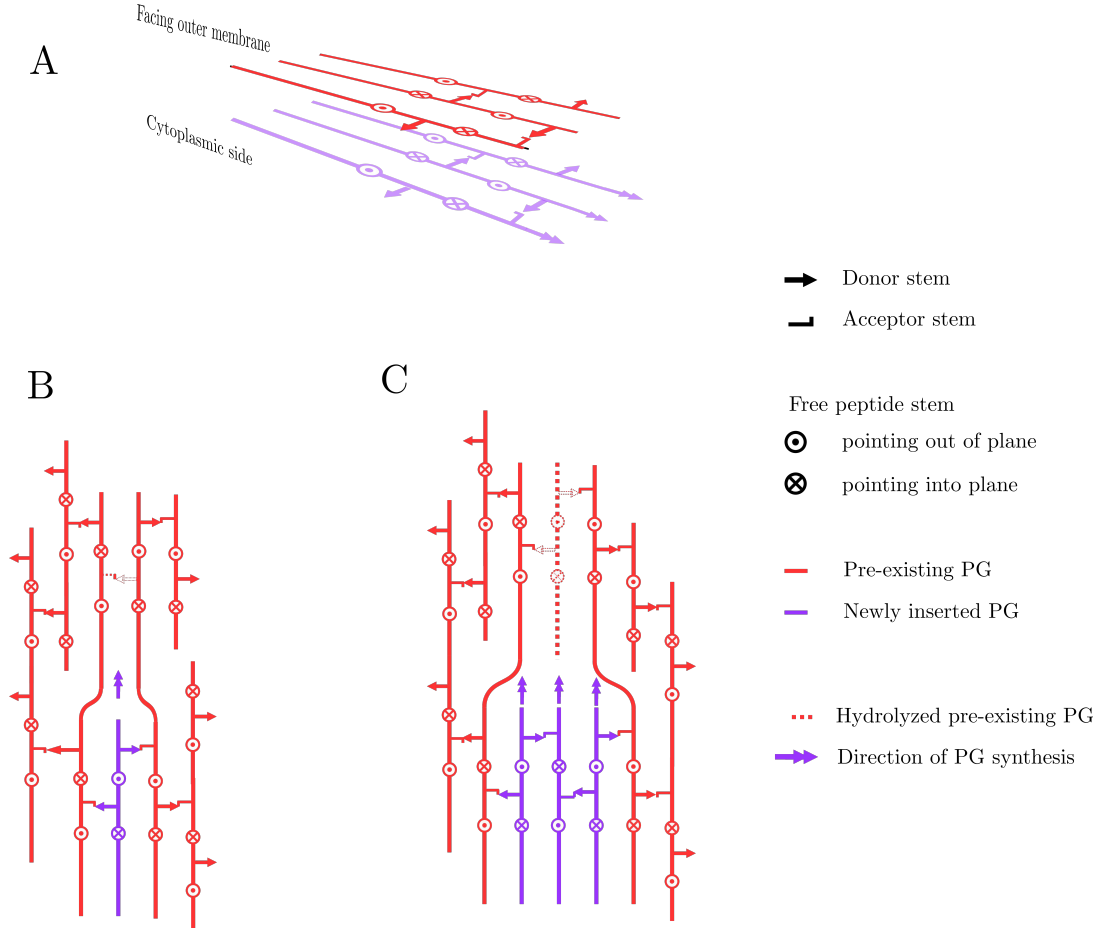 Facing outer membrane
A
Cytoplasmic side
Donor stem
Acceptor stem
B
C
Free peptide stem
pointing out of plane
pointing into plane
Pre-existing PG
Newly inserted PG
Hydrolyzed pre-existing PG
Direction of PG synthesis